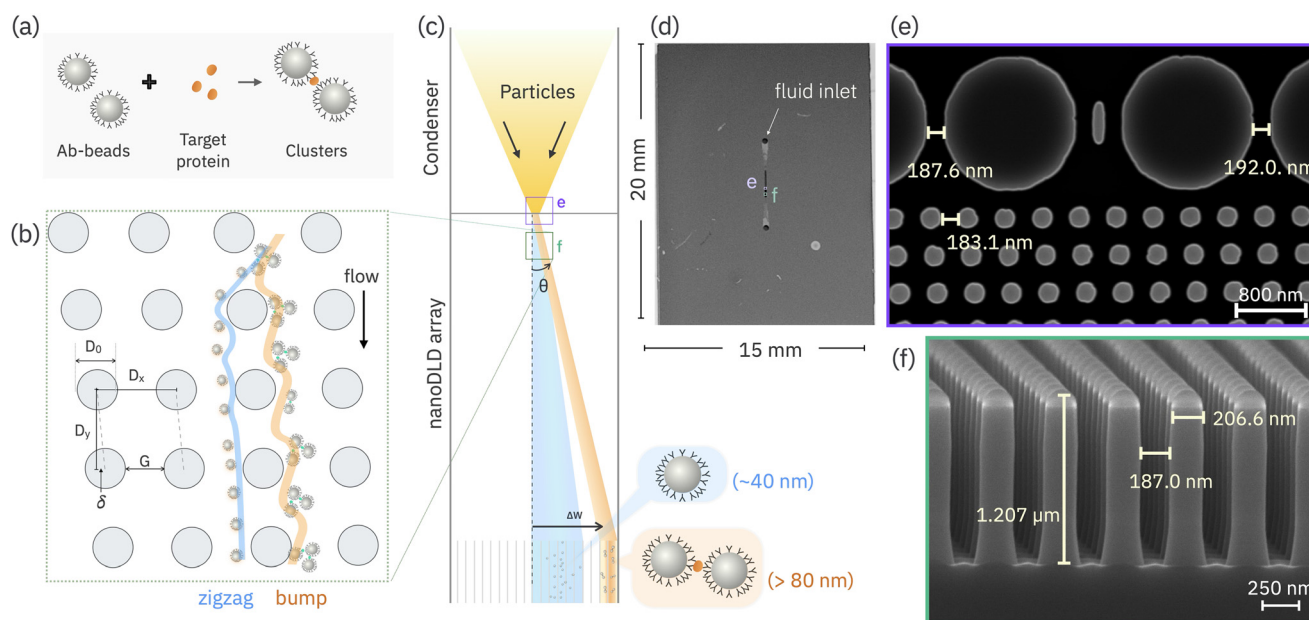 (a)
Ab-beads
Target
protein
Clusters
(b)
flow
D₀
Dₓ
Dᵧ
G
δ
zigzag
bump
(c)
Condenser
Particles
e
f
θ
nanoDLD array
Δw
(~40 nm)
(> 80 nm)
(d)
fluid inlet
e
f
20 mm
15 mm
(e)
187.6 nm
192.0. nm
183.1 nm
800 nm
(f)
206.6 nm
187.0 nm
1.207 µm
250 nm